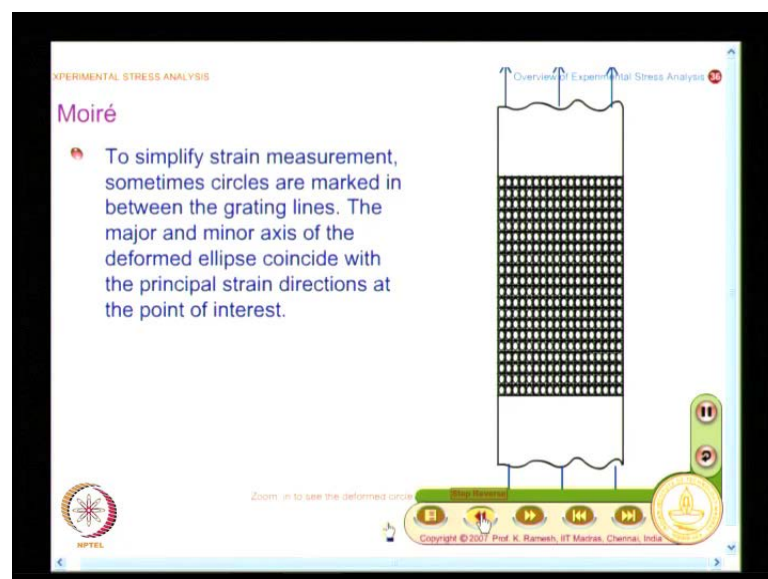 XPERIMENTAL STRESS ANALYSIS
Overview of Experimental Stress Analysis 36
Moiré
To simplify strain measurement,
sometimes circles are marked in
between the grating lines. The
major and minor axis of the
deformed ellipse coincide with
the principal strain directions at
the point of interest.
Zoom in to see the deformed circle
Stop Reverse
NPTEL
Copyright © 2007 Prof. K. Ramesh, IIT Madras, Chennai, India